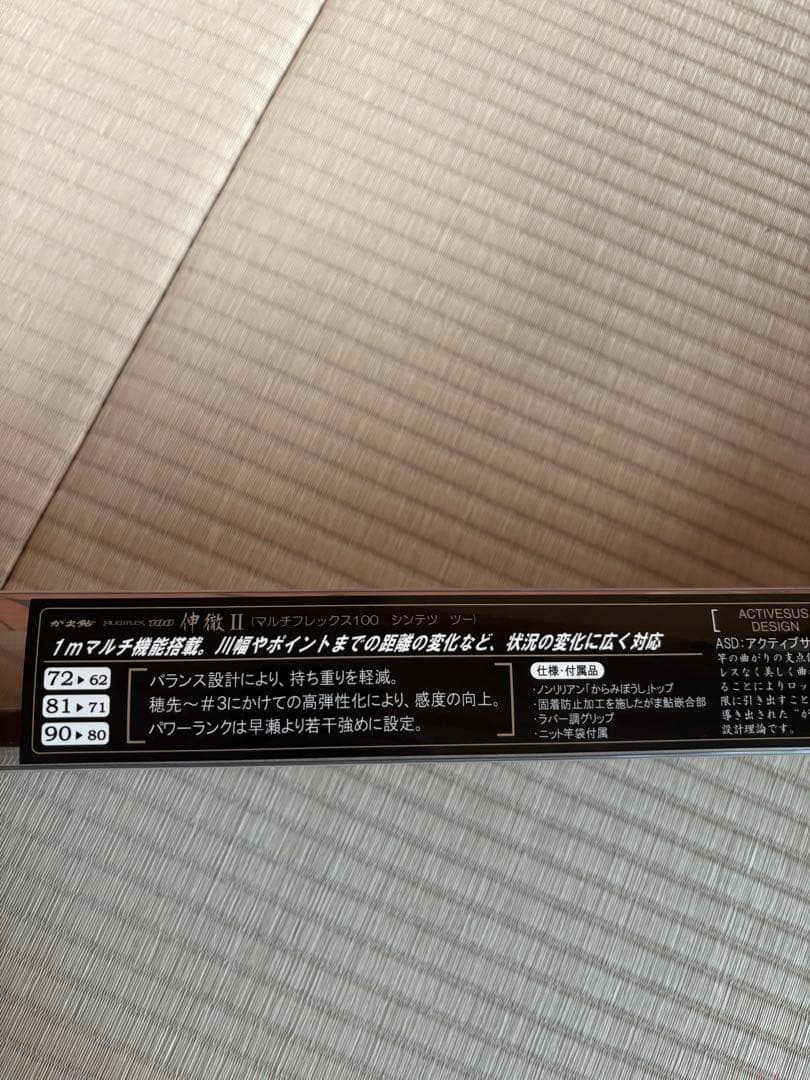 がま鮎 MULTIFLEX 100 伸徹Ⅱ (マルチフレックス100 シンテツ ツー)
1mマルチ機能搭載。川幅やポイントまでの距離の変化など、状況の変化に広く対応
72▶62
81▶71
90▶80
バランス設計により、持ち重りを軽減。
穂先～#3にかけての高弾性化により、感度の向上。
パワーランクは早瀬より若干強めに設定。
仕様・付属品
・ノンリリアン「からみぼうし」トップ
・固着防止加工を施したがま鮎嵌合部
・ラバー調グリップ
・ニット竿袋付属
ACTIVESUS
DESIGN
ASD:アクティブサ
竿の曲がりの支点位
レスなく美しく曲
ることによりロッ
限に引き出すこと
導き出された"が
設計理論です。